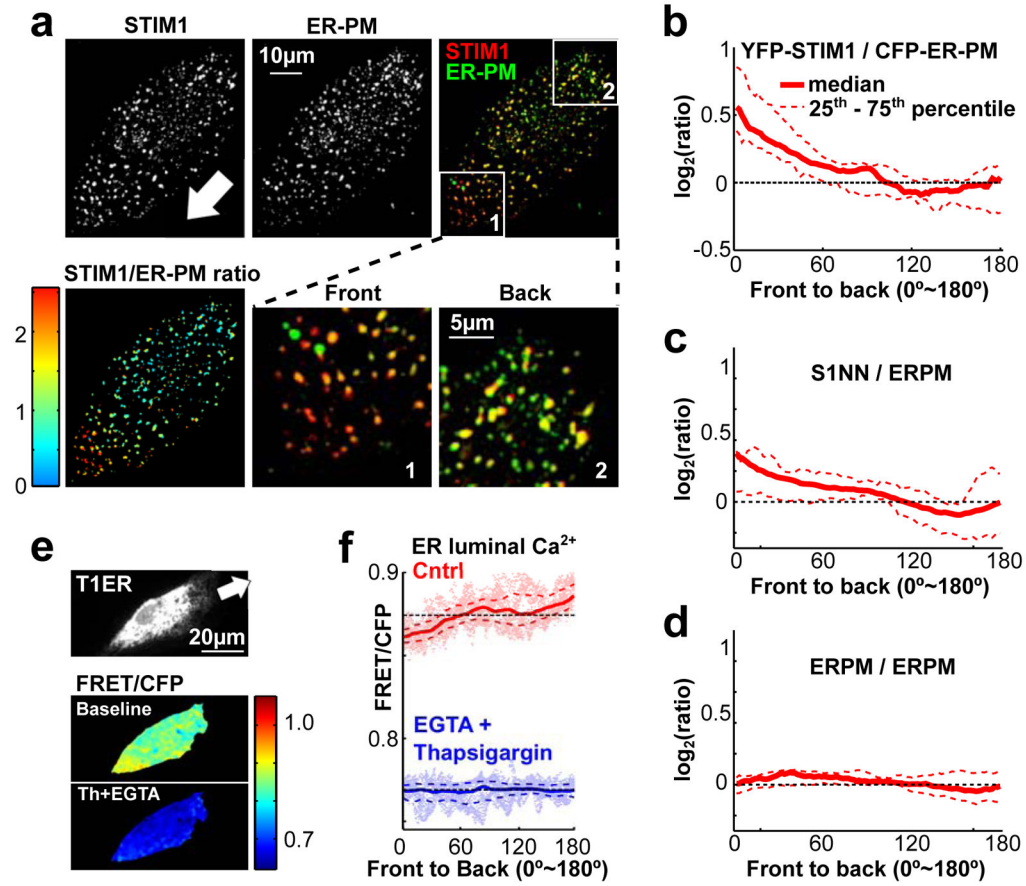 a
STIM1
ER-PM
10µm
STIM1
ER-PM
2
1
STIM1/ER-PM ratio
2
1
0
Front
1
Back
5µm
2
b
YFP-STIM1 / CFP-ER-PM
median
25th - 75th percentile
log2(ratio)
1
0.5
0
-0.5
0 60 120 180
Front to back (0º~180º)
c
S1NN / ERPM
log2(ratio)
1
0.5
0
0 60 120 180
Front to back (0º~180º)
d
ERPM / ERPM
log2(ratio)
1
0.5
0
0 60 120 180
Front to back (0º~180º)
e
T1ER
20µm
FRET/CFP
Baseline
Th+EGTA
1.0
0.7
f
ER luminal Ca2+
Cntrl
EGTA +
Thapsigargin
FRET/CFP
0.9
0.8
0 60 120 180
Front to Back (0º~180º)